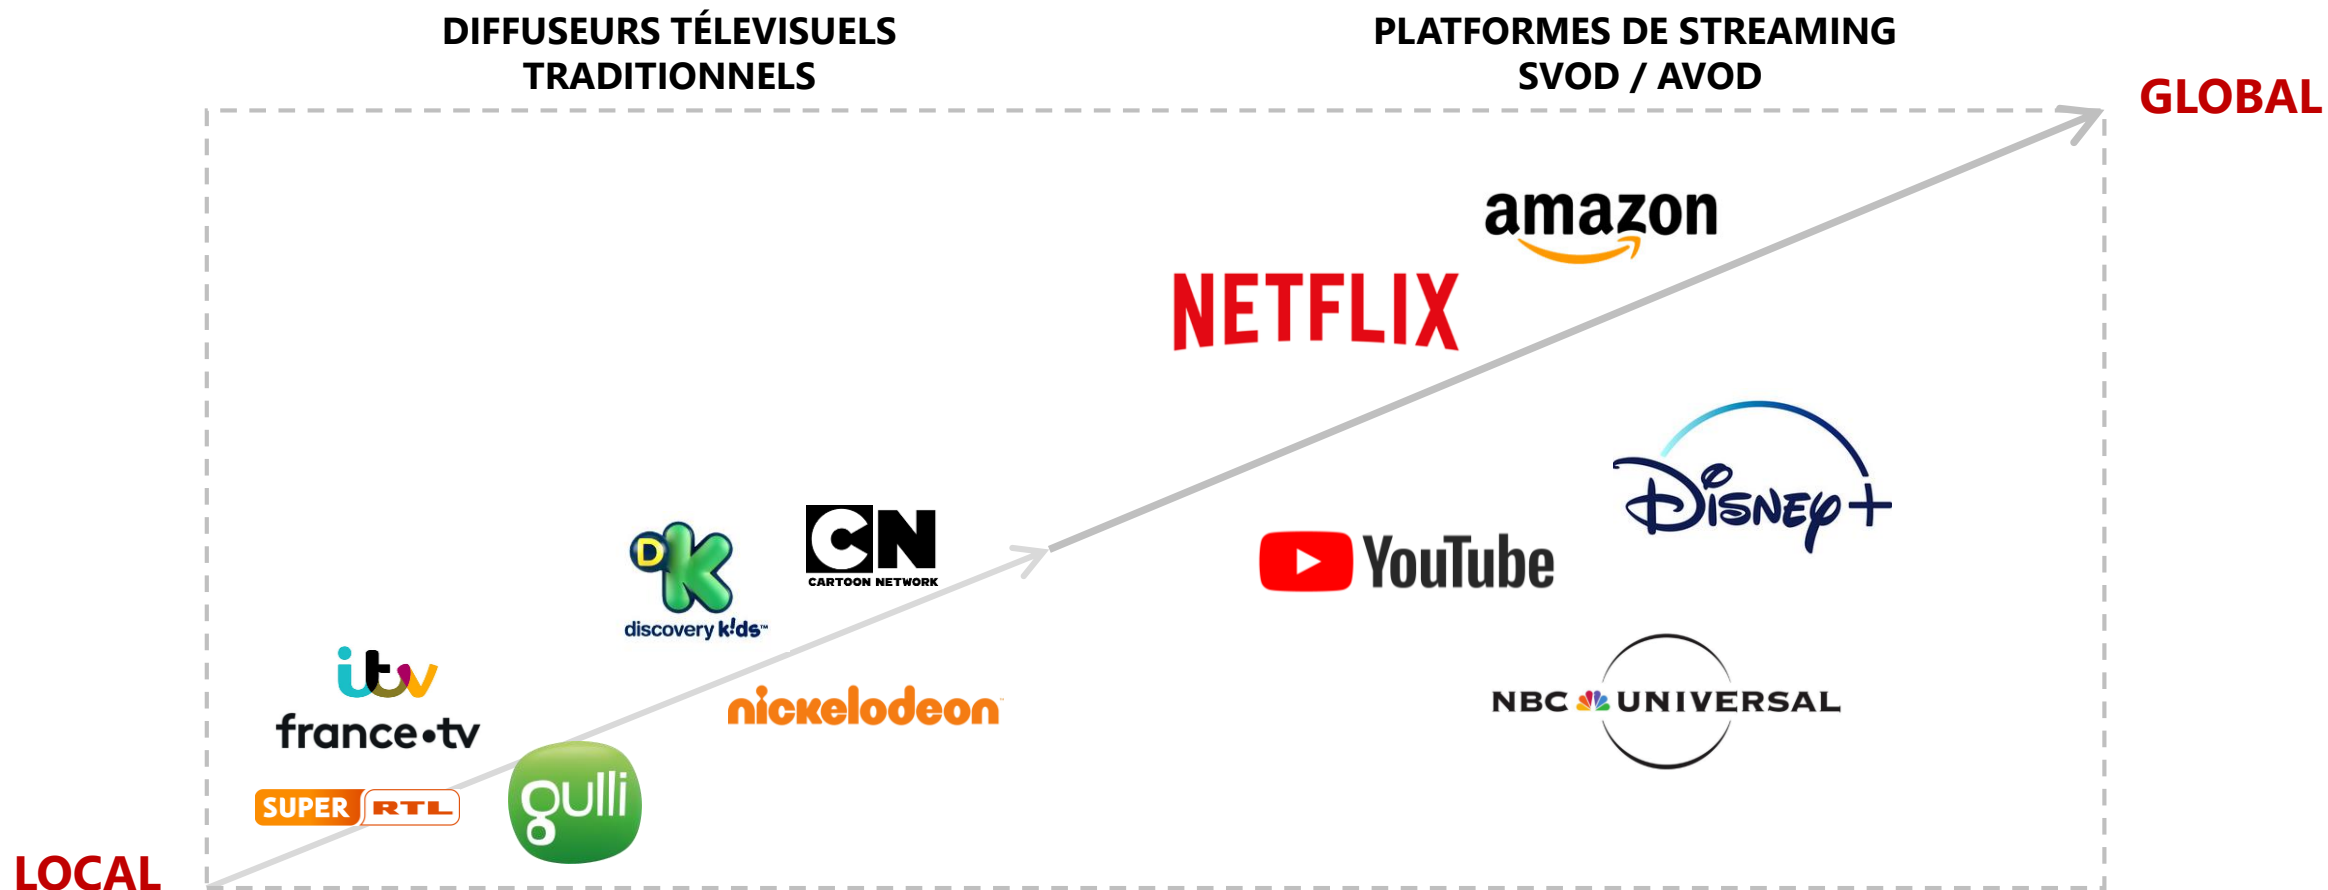 DIFFUSEURS TÉLEVISUELS
TRADITIONNELS
PLATFORMES DE STREAMING
SVOD / AVOD
GLOBAL
amazon
NETFLIX
Disney+
CN
CARTOON NETWORK
D K
discovery k!ds™
YouTube
itv
france•tv
nickelodeon
NBC UNIVERSAL
SUPER RTL
gulli
LOCAL